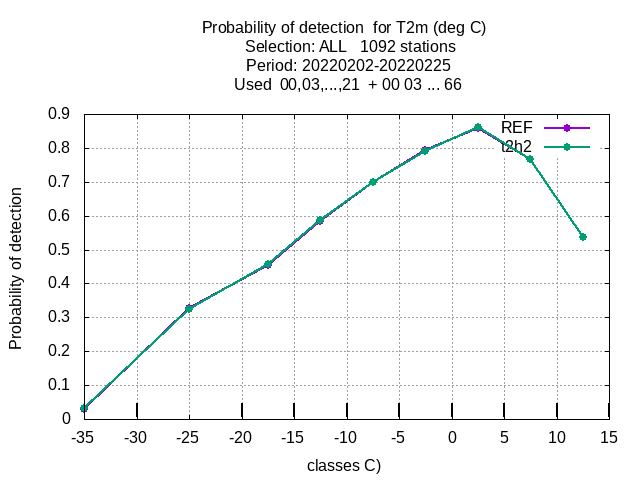 Probability of detection  for T2m (deg C)
Selection: ALL   1092 stations
Period: 20220202-20220225
Used  00,03,...,21  + 00 03 ... 66
Probability of detection
0.9
0.8
0.7
0.6
0.5
0.4
0.3
0.2
0.1
0
REF
t2h2
-35 -30 -25 -20 -15 -10 -5 0 5 10 15
classes C)